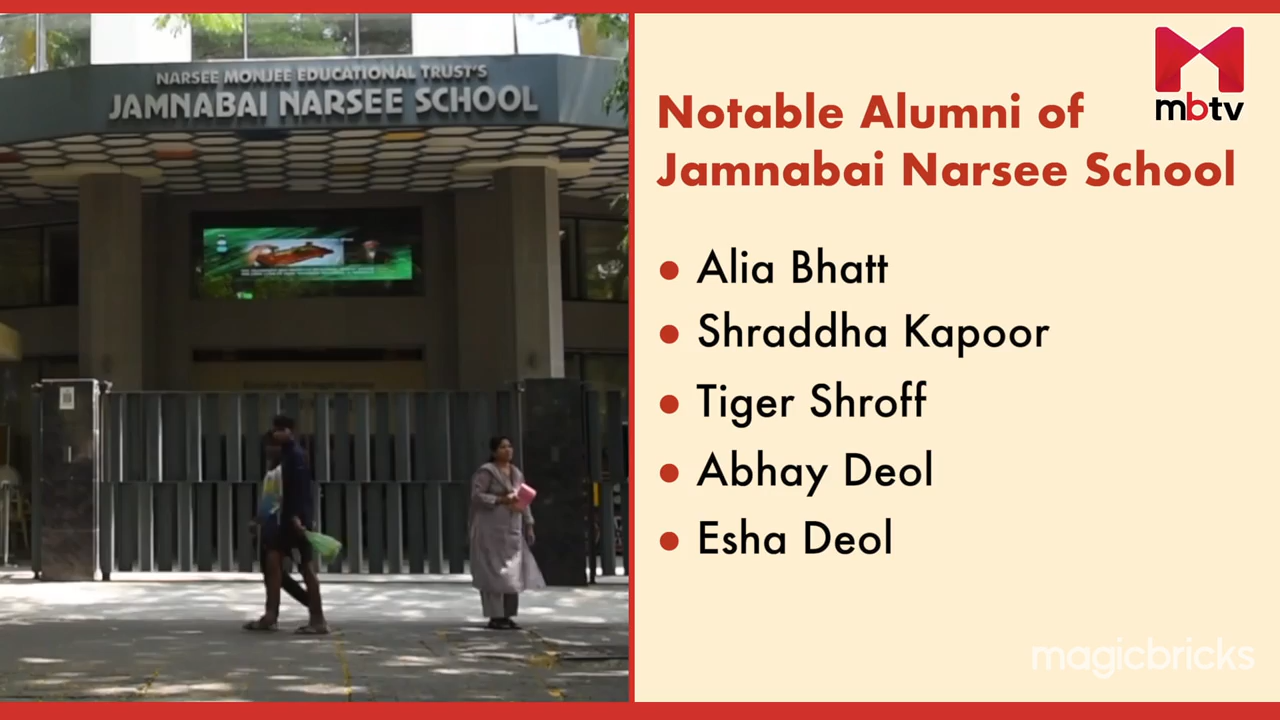 NARSEE MONJEE EDUCATIONAL TRUST'S
JAMNABAI NARSEE SCHOOL
mbtv
Notable Alumni of
Jamnabai Narsee School
• Alia Bhatt
• Shraddha Kapoor
• Tiger Shroff
• Abhay Deol
• Esha Deol
magicbricks